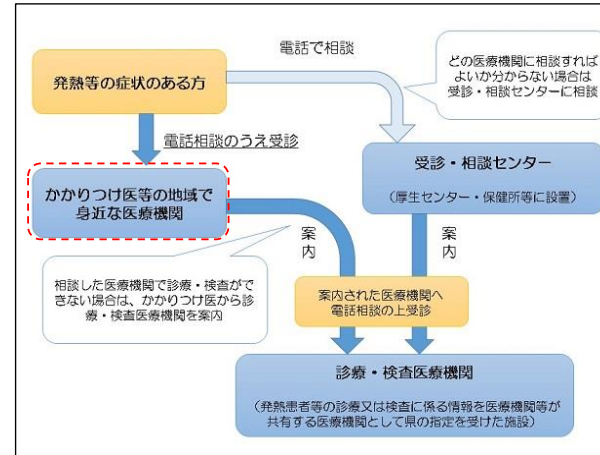 電話で相談
どの医療機関に相談すれば
よいか分からない場合は
受診・相談センターに相談
発熱等の症状のある方
電話相談のうえ受診
かかりつけ医等の地域で
身近な医療機関
受診・相談センター
(厚生センター・保健所等に設置)
案内
案内
相談した医療機関で診療・検査がで
きない場合は、かかりつけ医から診
療・検査医療機関を案内
案内された医療機関へ
電話相談の上受診
診療・検査医療機関
(発熱患者等の診療又は検査に係る情報を医療機関等が
共有する医療機関として県の指定を受けた施設)